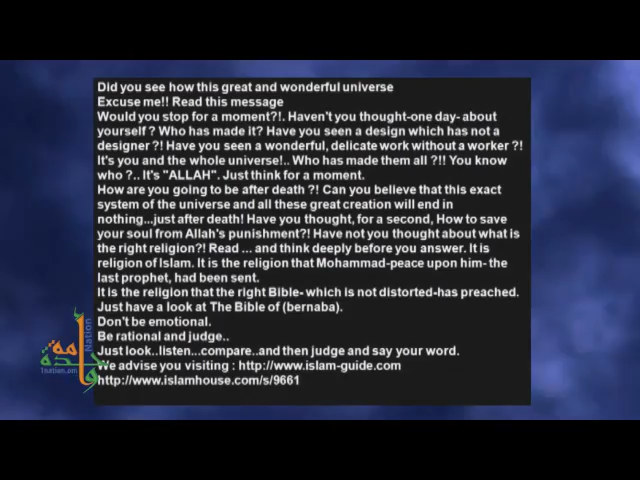 Did you see how this great and wonderful universe
Excuse me!! Read this message
Would you stop for a moment?!. Haven't you thought-one day- about
yourself ? Who has made it? Have you seen a design which has not a
designer ?! Have you seen a wonderful, delicate work without a worker ?!
It's you and the whole universe!.. Who has made them all ?!! You know
who ?.. It's "ALLAH". Just think for a moment.
How are you going to be after death ?! Can you believe that this exact
system of the universe and all these great creation will end in
nothing...just after death! Have you thought, for a second, How to save
your soul from Allah's punishment?! Have not you thought about what is
the right religion?! Read ... and think deeply before you answer. It is
religion of Islam. It is the religion that Mohammad-peace upon him- the
last prophet, had been sent.
It is the religion that the right Bible- which is not distorted-has preached.
Just have a look at The Bible of (bernaba).
Don't be emotional.
Be rational and judge..
Just look..listen...compare..and then judge and say your word.
We advise you visiting : http://www.islam-guide.com
http://www.islamhouse.com/s/9661
أمة
واحدة
Nation
1nation.om